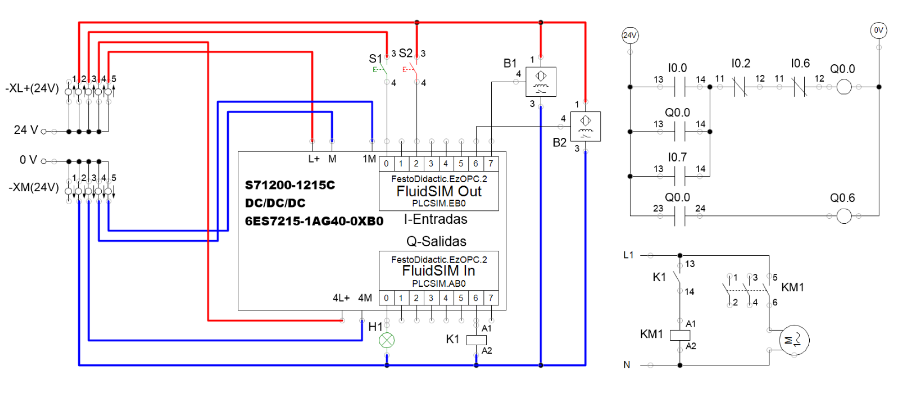 24V
0V
S1
S2
3
3
4
4
B1
4
1
3
B2
4
1
3
1 2 3 4 5
-XL+(24V)
24 V
0 V
-XM(24V)
1 2 3 4 5
L+ M 1M
0 1 2 3 4 5 6 7
S71200-1215C
DC/DC/DC
6ES7215-1AG40-0XB0
FestoDidactic.EzOPC.2
FluidSIM Out
PLCSIM.EB0
I-Entradas
Q-Salidas
FestoDidactic.EzOPC.2
FluidSIM In
PLCSIM.AB0
0 1 2 3 4 5 6 7
4L+ 4M
H1
K1
A1
A2
I0.0
13 14
I0.2
11 12
I0.6
11 12
Q0.0
Q0.0
13 14
I0.7
13 14
Q0.0
23 24
Q0.6
L1
K1
13
14
KM1
A1
A2
1 3 5
KM1
2 4 6
M
1~
N